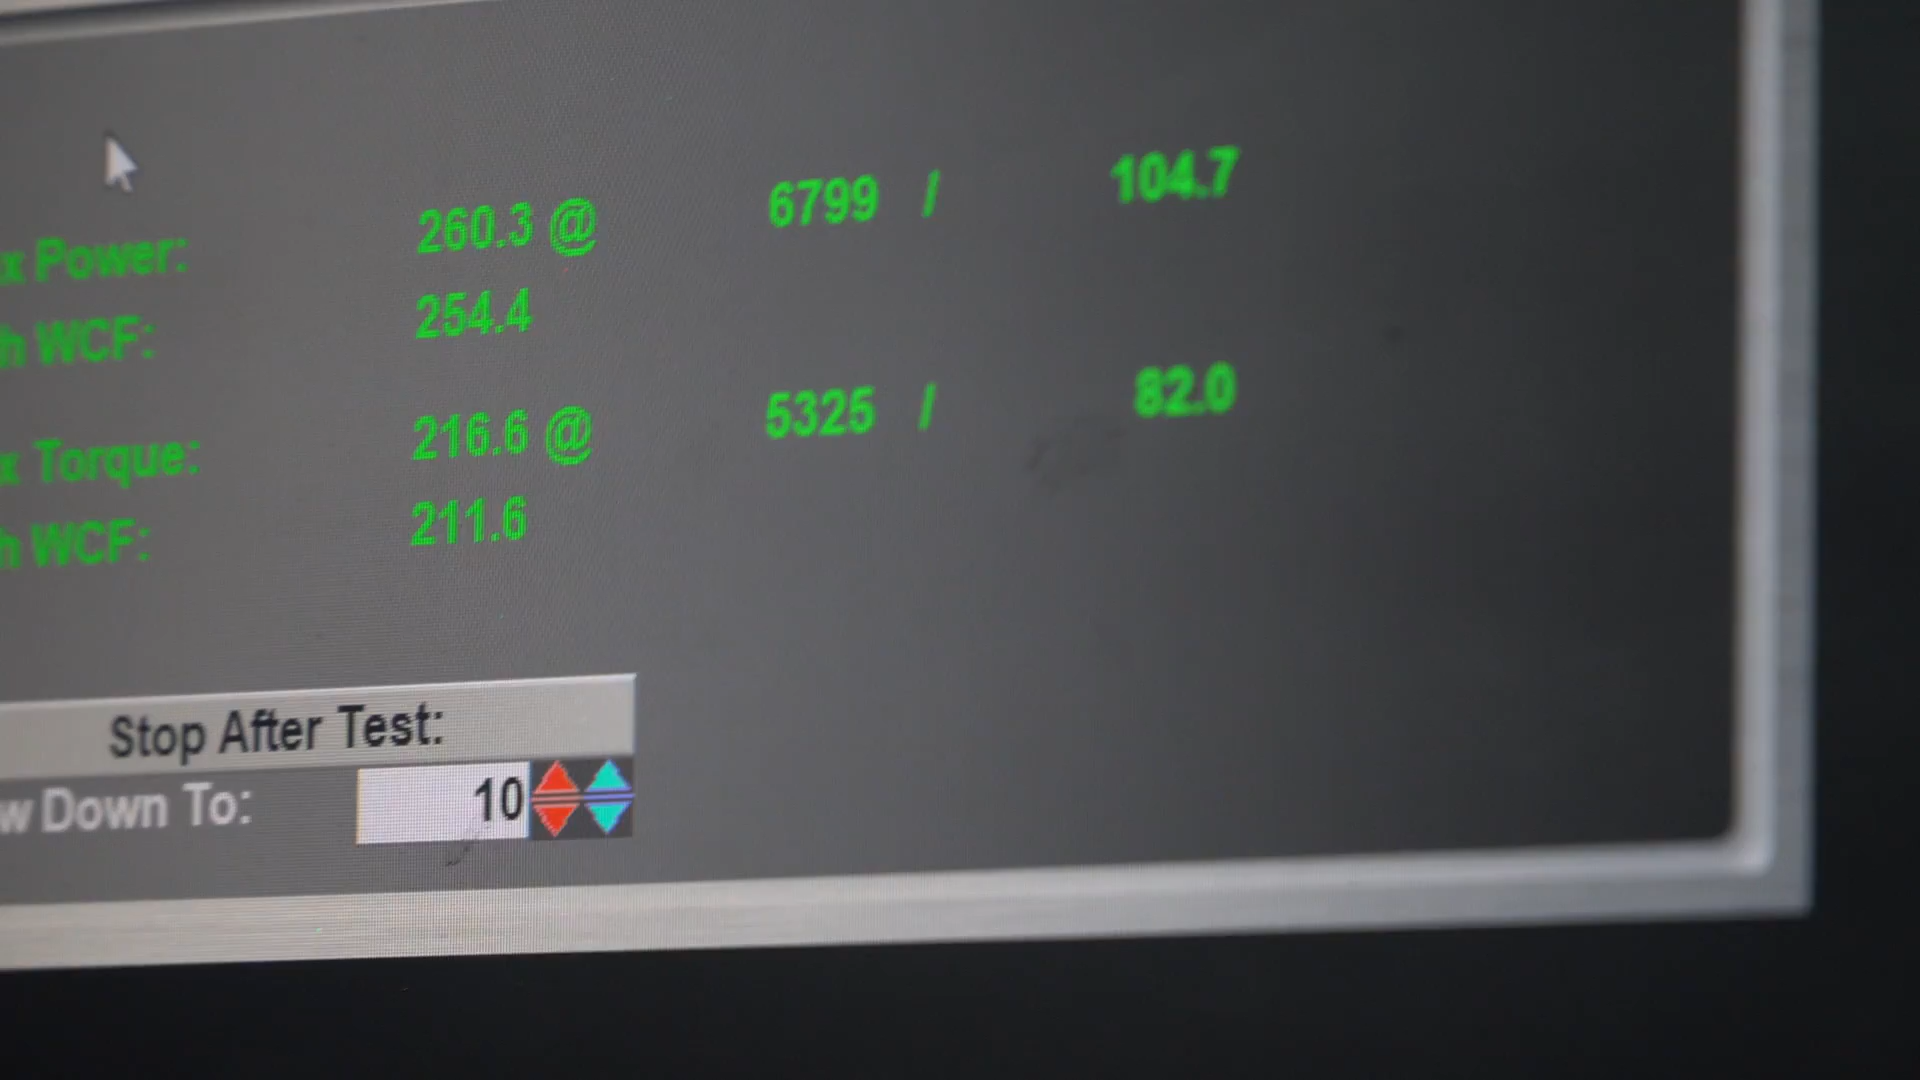 x Power: 260.3 @ 6799 / 104.7
h WCF: 254.4
x Torque: 216.6 @ 5325 / 82.0
h WCF: 211.6
Stop After Test:
w Down To: 10